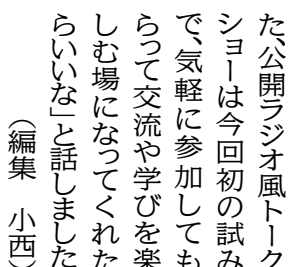 た、公開ラジオ風トーク
ショーは今回初の試み
で、気軽に参加しても
らって交流や学びを楽
しむ場になってくれた
らいいな」と話しました
(編集 小西)